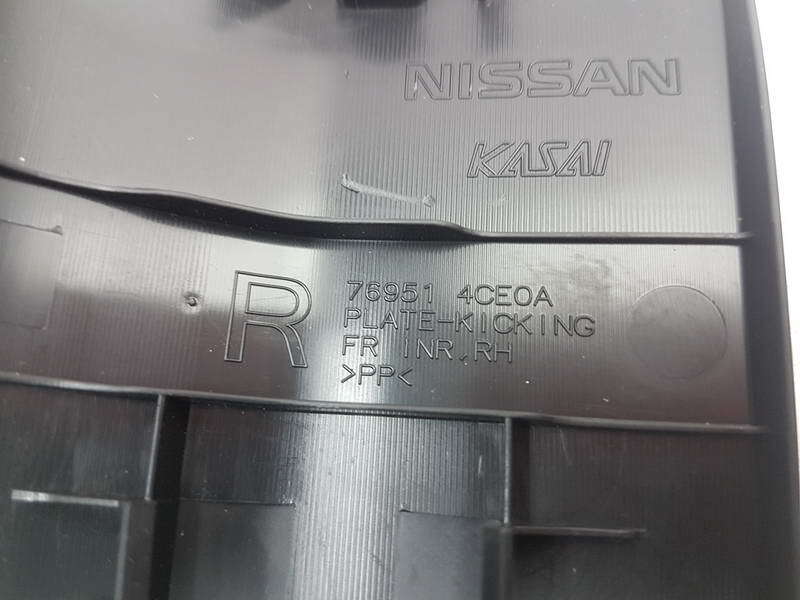 NISSAN
KASAI
R
76951 4CE0A
PLATE-KICKING
FR INR,RH
>PP<